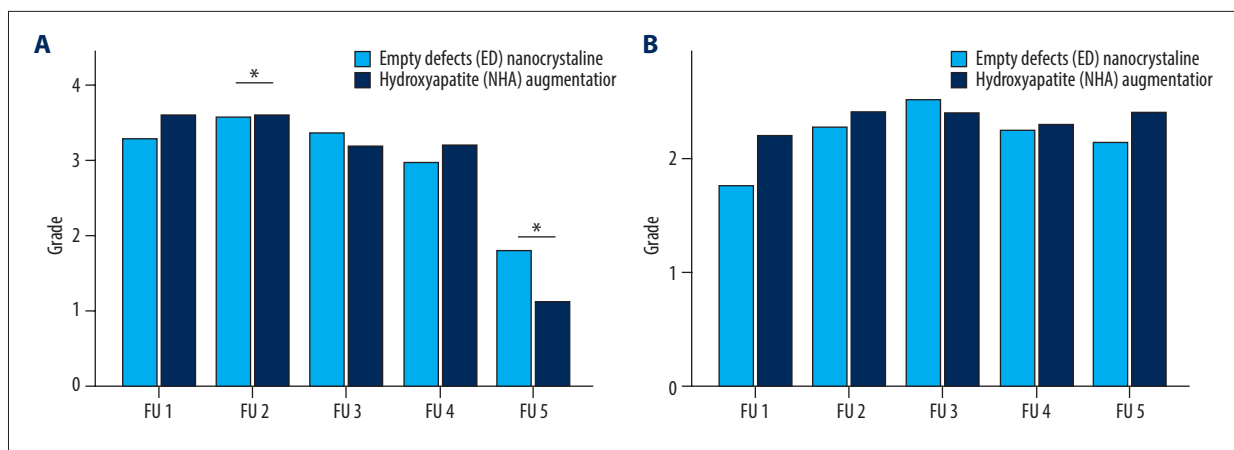 A
Empty defects (ED) nanocrystaline
Hydroxyapatite (NHA) augmentatior
4
3
2
1
0
Grade
*
*
FU 1
FU 2
FU 3
FU 4
FU 5
B
Empty defects (ED) nanocrystaline
Hydroxyapatite (NHA) augmentatior
2
1
0
Grade
FU 1
FU 2
FU 3
FU 4
FU 5